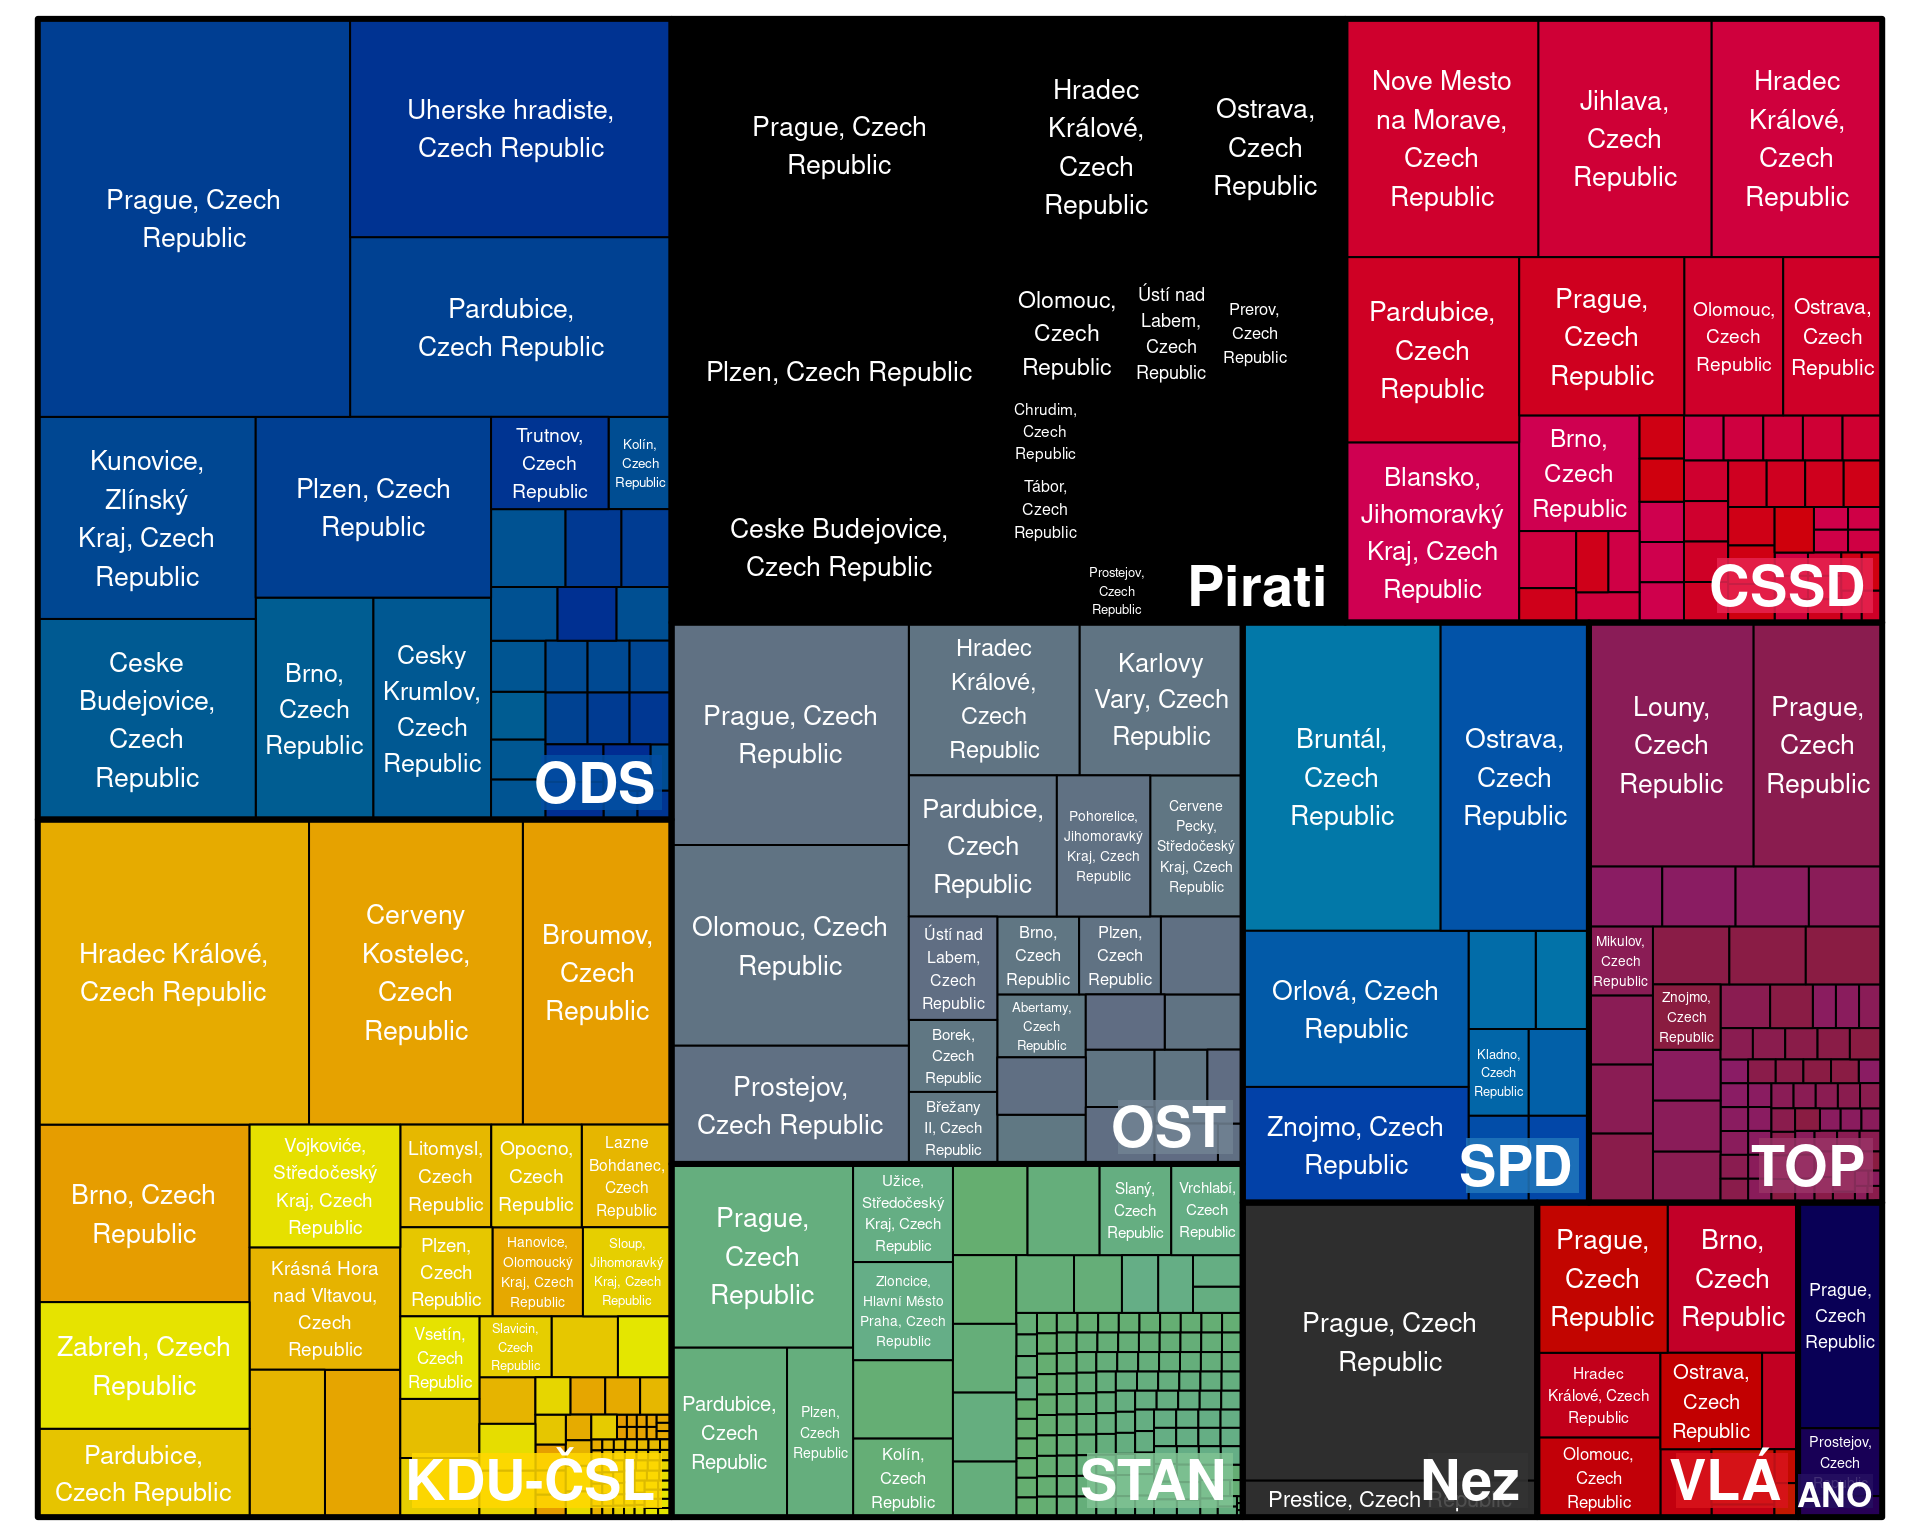 Prague, Czech
Republic
Uherske hradiste,
Czech Republic
Pardubice,
Czech Republic
Kunovice,
Zlínský
Kraj, Czech
Republic
Plzen, Czech
Republic
Trutnov,
Czech
Republic
Kolín,
Czech
Republic
Ceske
Budejovice,
Czech
Republic
Brno,
Czech
Republic
Cesky
Krumlov,
Czech
Republic
ODS
Prague, Czech
Republic
Hradec
Králové,
Czech
Republic
Ostrava,
Czech
Republic
Plzen, Czech Republic
Olomouc,
Czech
Republic
Ústí nad
Labem,
Czech
Republic
Prerov,
Czech
Republic
Chrudim,
Czech
Republic
Tábor,
Czech
Republic
Ceske Budejovice,
Czech Republic
Prostejov,
Czech
Republic
Pirati
Nove Mesto
na Morave,
Czech
Republic
Jihlava,
Czech
Republic
Hradec
Králové,
Czech
Republic
Pardubice,
Czech
Republic
Prague,
Czech
Republic
Olomouc,
Czech
Republic
Ostrava,
Czech
Republic
Blansko,
Jihomoravký
Kraj, Czech
Republic
Brno,
Czech
Republic
CSSD
Hradec Králové,
Czech Republic
Cerveny
Kostelec,
Czech
Republic
Broumov,
Czech
Republic
Brno, Czech
Republic
Vojkoviće,
Středočeský
Kraj, Czech
Republic
Litomysl,
Czech
Republic
Opocno,
Czech
Republic
Lazne
Bohdanec,
Czech
Republic
Krásná Hora
nad Vltavou,
Czech
Republic
Plzen,
Czech
Republic
Hanovice,
Olomoucký
Kraj, Czech
Republic
Sloup,
Jihomoravký
Kraj, Czech
Republic
Zabreh, Czech
Republic
Vsetín,
Czech
Republic
Slavicin,
Czech
Republic
Pardubice,
Czech Republic
KDU-ČSL
Prague, Czech
Republic
Hradec
Králové,
Czech
Republic
Karlovy
Vary, Czech
Republic
Olomouc, Czech
Republic
Pardubice,
Czech
Republic
Pohorelice,
Jihomoravký
Kraj, Czech
Republic
Cervene
Pecky,
Středočeský
Kraj, Czech
Republic
Ústí nad
Labem,
Czech
Republic
Brno,
Czech
Republic
Plzen,
Czech
Republic
Abertamy,
Czech
Republic
Borek,
Czech
Republic
Prostejov,
Czech Republic
Břežany
II, Czech
Republic
OST
Prague,
Czech
Republic
Užice,
Středočeský
Kraj, Czech
Republic
Slaný,
Czech
Republic
Vrchlabí,
Czech
Republic
Zloncice,
Hlavní Město
Praha, Czech
Republic
Pardubice,
Czech
Republic
Plzen,
Czech
Republic
Kolín,
Czech
Republic
STAN
Bruntál,
Czech
Republic
Ostrava,
Czech
Republic
Orlová, Czech
Republic
Kladno,
Czech
Republic
Znojmo, Czech
Republic
SPD
Louny,
Czech
Republic
Prague,
Czech
Republic
Mikulov,
Czech
Republic
Znojmo,
Czech
Republic
TOP
Prague, Czech
Republic
Prestice, Czech Republic
Nez
Prague,
Czech
Republic
Brno,
Czech
Republic
Hradec
Králové, Czech
Republic
Ostrava,
Czech
Republic
Olomouc,
Czech
Republic
VLÁ
Prague,
Czech
Republic
Prostejov,
Czech
Republic
ANO